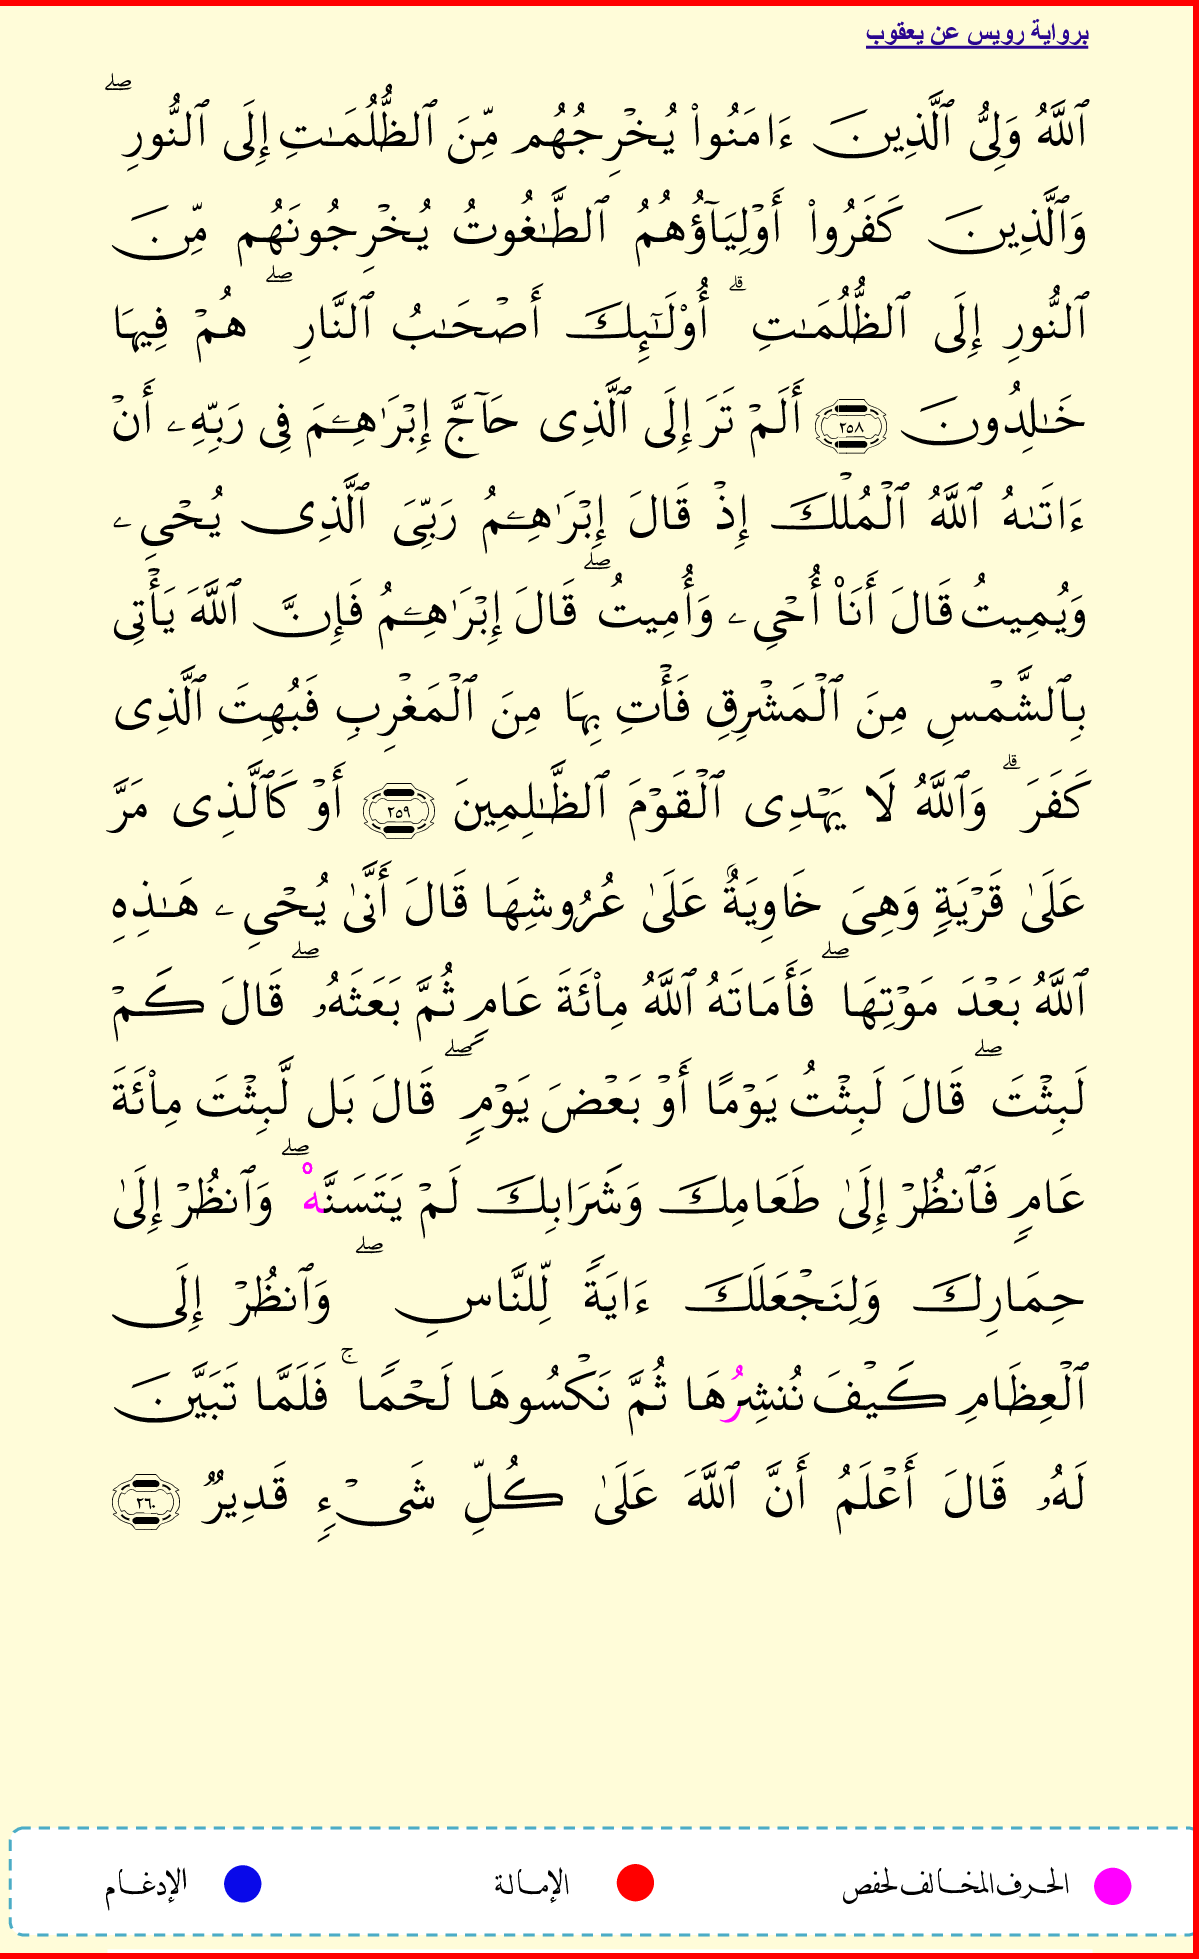 برواية رويس عن يعقوب
ٱللَّهُ وَلِىُّ ٱلَّذِينَ ءَامَنُواْ يُخْرِجُهُم مِّنَ ٱلظُّلُمَـٰتِ إِلَى ٱلنُّورِ ۖ
وَٱلَّذِينَ كَفَرُواْ أَوْلِيَآؤُهُمُ ٱلطَّـٰغُوتُ يُخْرِجُونَهُم مِّنَ
ٱلنُّورِ إِلَى ٱلظُّلُمَـٰتِ ۗ أُوْلَـٰٓئِكَ أَصْحَـٰبُ ٱلنَّارِ ۖ هُمْ فِيهَا
خَـٰلِدُونَ ٢٥٨ أَلَمْ تَرَ إِلَى ٱلَّذِى حَآجَّ إِبْرَٰهِـۧمَ فِى رَبِّهِۦ أَنْ
ءَاتَىٰهُ ٱللَّهُ ٱلْمُلْكَ إِذْ قَالَ إِبْرَٰهِـۧمُ رَبِّىَ ٱلَّذِى يُحْىِۦ
وَيُمِيتُ قَالَ أَنَا۠ أُحْىِۦ وَأُمِيتُ ۖ قَالَ إِبْرَٰهِـۧمُ فَإِنَّ ٱللَّهَ يَأْتِى
بِٱلشَّمْسِ مِنَ ٱلْمَشْرِقِ فَأْتِ بِهَا مِنَ ٱلْمَغْرِبِ فَبُهِتَ ٱلَّذِى
كَفَرَ ۗ وَٱللَّهُ لَا يَهْدِى ٱلْقَوْمَ ٱلظَّـٰلِمِينَ ٢٥٩ أَوْ كَٱلَّذِى مَرَّ
عَلَىٰ قَرْيَةٍ وَهِىَ خَاوِيَةٌ عَلَىٰ عُرُوشِهَا قَالَ أَنَّىٰ يُحْىِۦ هَـٰذِهِ
ٱللَّهُ بَعْدَ مَوْتِهَا ۖ فَأَمَاتَهُ ٱللَّهُ مِاْئَةَ عَامٍ ثُمَّ بَعَثَهُۥ ۖ قَالَ كَمْ
لَبِثْتَ ۖ قَالَ لَبِثْتُ يَوْمًا أَوْ بَعْضَ يَوْمٍ ۖ قَالَ بَل لَّبِثْتَ مِاْئَةَ
عَامٍ فَٱنظُرْ إِلَىٰ طَعَامِكَ وَشَرَابِكَ لَمْ يَتَسَنَّهْ ۖ وَٱنظُرْ إِلَىٰ
حِمَارِكَ وَلِنَجْعَلَكَ ءَايَةً لِّلنَّاسِ ۖ وَٱنظُرْ إِلَى
ٱلْعِظَامِ كَيْفَ نُنشِرُهَا ثُمَّ نَكْسُوهَا لَحْمًا ۚ فَلَمَّا تَبَيَّنَ
لَهُۥ قَالَ أَعْلَمُ أَنَّ ٱللَّهَ عَلَىٰ كُلِّ شَىْءٍ قَدِيرٌ ٢٦٠
الحرف المخالف لحفص الإمالة الإدغام